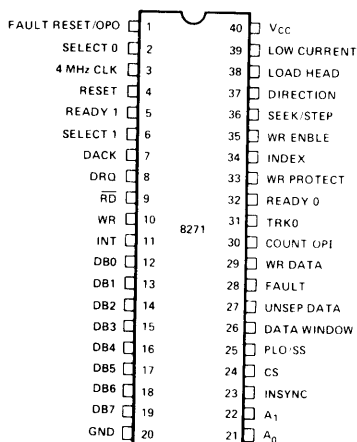 FAULT RESET/OPO 1
SELECT 0 2
4 MHz CLK 3
RESET 4
READY 1 5
SELECT 1 6
DACK 7
DRQ 8
RD 9
WR 10
INT 11
DB0 12
DB1 13
DB2 14
DB3 15
DB4 16
DB5 17
DB6 18
DB7 19
GND 20
8271
40 VCC
39 LOW CURRENT
38 LOAD HEAD
37 DIRECTION
36 SEEK/STEP
35 WR ENBLE
34 INDEX
33 WR PROTECT
32 READY 0
31 TRK0
30 COUNT OPI
29 WR DATA
28 FAULT
27 UNSEP DATA
26 DATA WINDOW
25 PLO/SS
24 CS
23 INSYNC
22 A1
21 A0